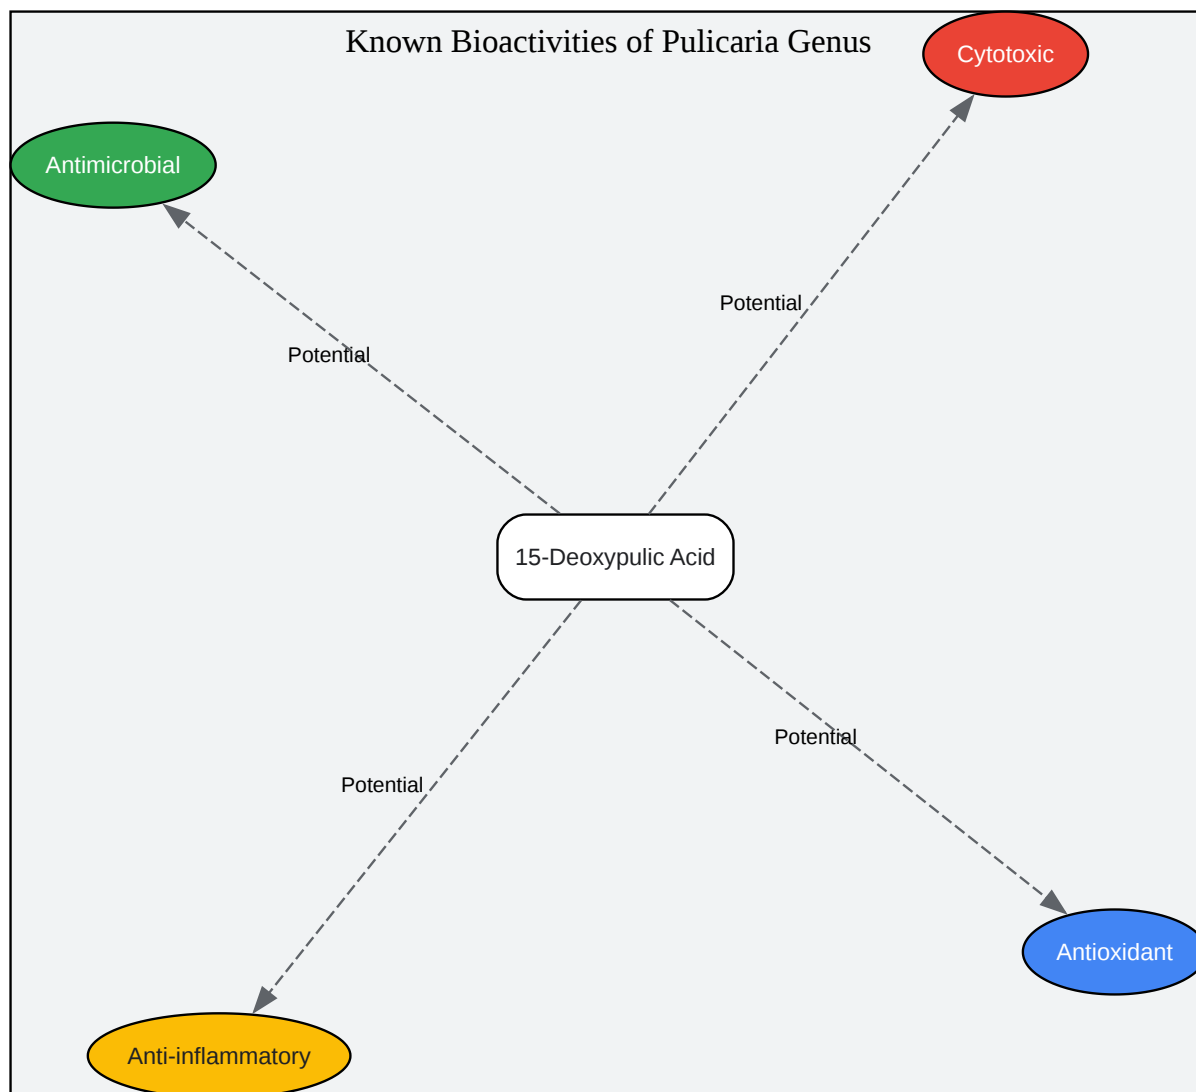 Known Bioactivities of Pulicaria Genus
Cytotoxic
Antimicrobial
Potential
Potential
15-Deoxypulic Acid
Potential
Potential
Antioxidant
Anti-inflammatory